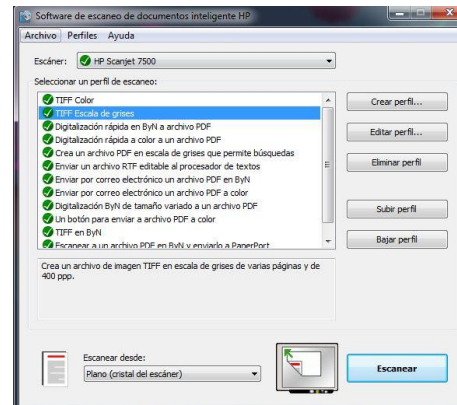 Software de escaneo de documentos inteligente HP
Archivo Perfiles Ayuda
Escáner: HP Scanjet 7500
Seleccionar un perfil de escaneo:
TIFF Color
TIFF Escala de grises
Digitalización rápida en ByN a archivo PDF
Digitalización rápida a color a un archivo PDF
Crea un archivo PDF en escala de grises que permite búsquedas
Enviar un archivo RTF editable al procesador de textos
Enviar por correo electrónico un archivo PDF en ByN
Enviar por correo electrónico un archivo PDF a color
Digitalización ByN de tamaño variado a un archivo PDF
Un botón para enviar a archivo PDF a color
TIFF en ByN
Escanear a un archivo PDF en ByN y enviarlo a PaperPort
Crear perfil...
Editar perfil...
Eliminar perfil
Subir perfil
Bajar perfil
Crea un archivo de imagen TIFF en escala de grises de varias páginas y de
400 ppp.
Escanear desde:
Plano (cristal del escáner)
Escanear